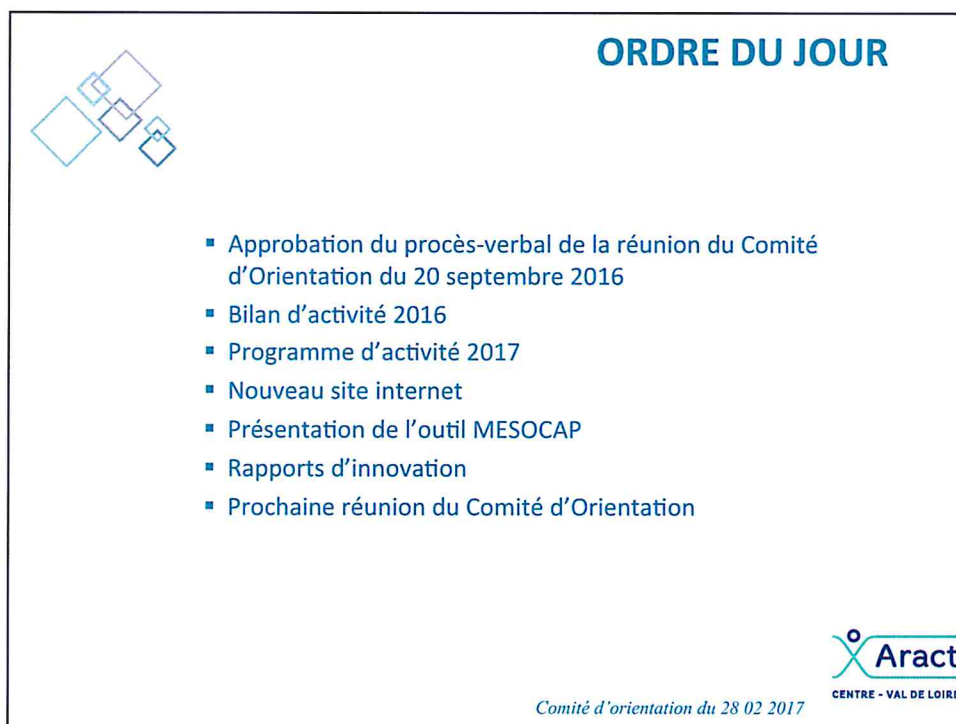 ORDRE DU JOUR
▪ Approbation du procès-verbal de la réunion du Comité
d'Orientation du 20 septembre 2016
▪ Bilan d'activité 2016
▪ Programme d'activité 2017
▪ Nouveau site internet
▪ Présentation de l'outil MESOCAP
▪ Rapports d'innovation
▪ Prochaine réunion du Comité d'Orientation
Aract
CENTRE - VAL DE LOIRE
Comité d'orientation du 28 02 2017